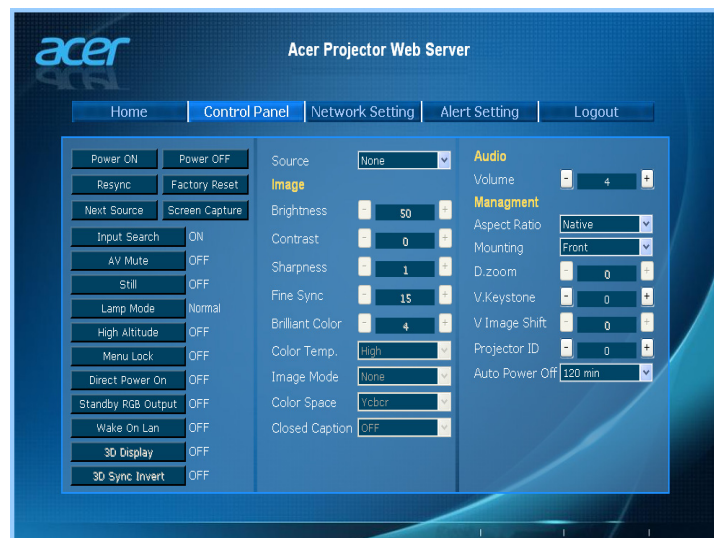 acer
Acer Projector Web Server
Home Control Panel Network Setting Alert Setting Logout
Power ON Power OFF
Resync Factory Reset
Next Source Screen Capture
Input Search ON
AV Mute OFF
Still OFF
Lamp Mode Normal
High Altitude OFF
Menu Lock OFF
Direct Power On OFF
Standby RGB Output OFF
Wake On Lan OFF
3D Display OFF
3D Sync Invert OFF
Source None
Image
Brightness - 50 +
Contrast - 0 +
Sharpness - 1 +
Fine Sync - 15 +
Brilliant Color - 4 +
Color Temp. High
Image Mode None
Color Space Ycbcr
Closed Caption OFF
Audio
Volume - 4 +
Managment
Aspect Ratio Native
Mounting Front
D.zoom - 0 +
V.Keystone - 0 +
V Image Shift - 0 +
Projector ID - 0 +
Auto Power Off 120 min